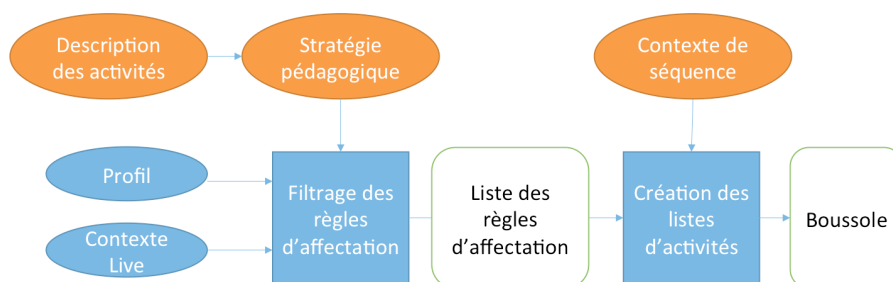 Description
des activités
Stratégie
pédagogique
Contexte de
séquence
Profil
Contexte
Live
Filtrage des
règles
d’affectation
Liste des
règles
d’affectation
Création des
listes
d’activités
Boussole